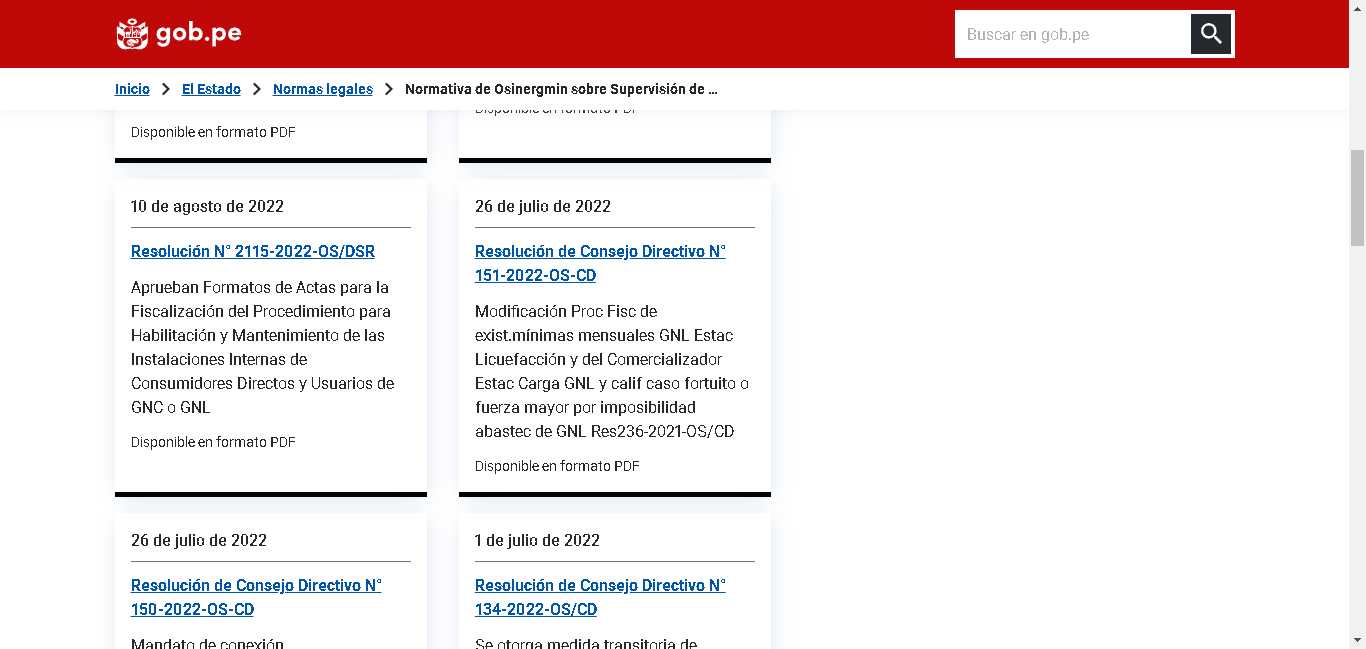 gob.pe
Buscar en gob.pe
Inicio > El Estado > Normas legales > Normativa de Osinergmin sobre Supervisión de ...
Disponible en formato PDF
Disponible en formato PDF
10 de agosto de 2022
Resolución N° 2115-2022-OS/DSR
Aprueban Formatos de Actas para la
Fiscalización del Procedimiento para
Habilitación y Mantenimiento de las
Instalaciones Internas de
Consumidores Directos y Usuarios de
GNC o GNL
Disponible en formato PDF
26 de julio de 2022
Resolución de Consejo Directivo N°
151-2022-OS-CD
Modificación Proc Fisc de
exist.mínimas mensuales GNL Estac
Licuefacción y del Comercializador
Estac Carga GNL y calif caso fortuito o
fuerza mayor por imposibilidad
abastec de GNL Res236-2021-OS/CD
Disponible en formato PDF
26 de julio de 2022
Resolución de Consejo Directivo N°
150-2022-OS-CD
Mandato de conexión
1 de julio de 2022
Resolución de Consejo Directivo N°
134-2022-OS/CD
Se otorga medida transitoria de